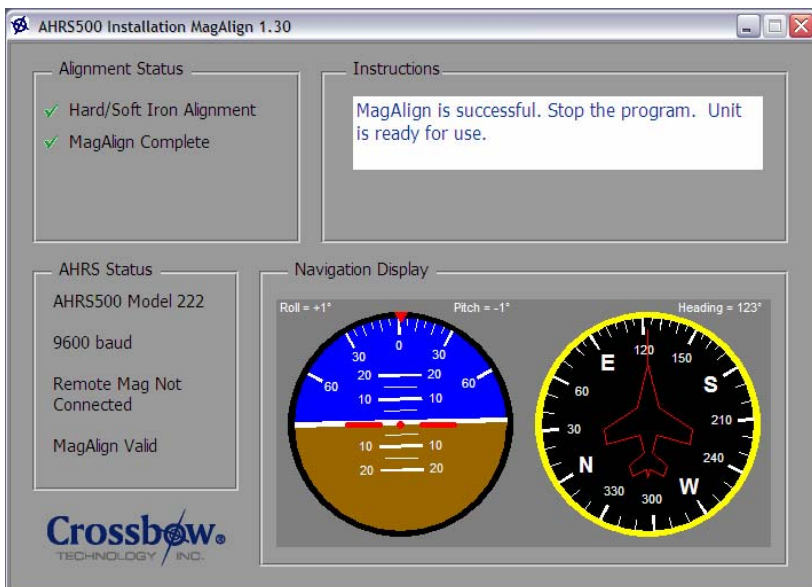 AHRS500 Installation MagAlign 1.30
Alignment Status
Hard/Soft Iron Alignment
MagAlign Complete
Instructions
MagAlign is successful. Stop the program. Unit
is ready for use.
AHRS Status
AHRS500 Model 222
9600 baud
Remote Mag Not
Connected
MagAlign Valid
Navigation Display
Roll = +1° Pitch = -1° Heading = 123°
60 30 0 30 60
20 20
10 10
10 10
20 20
N 30 60 E 120 150 S 210 240 W 300 330
Crossbow®
TECHNOLOGY INC.